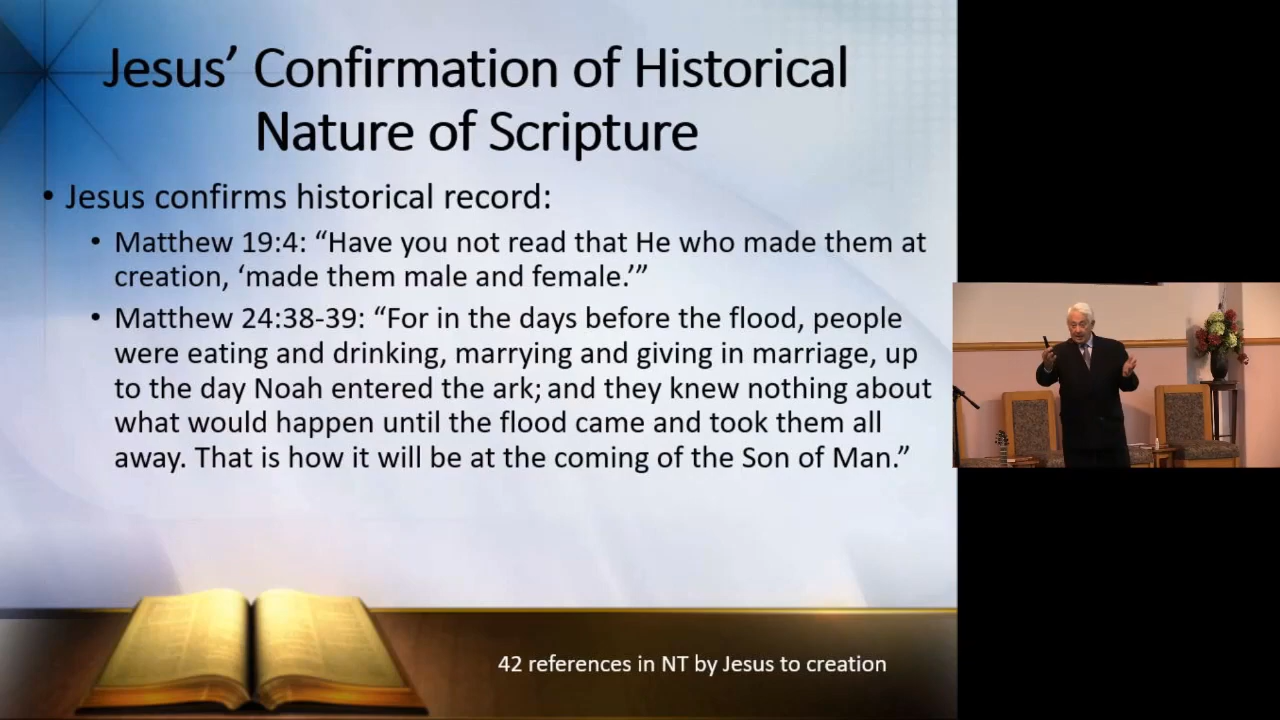 Jesus’ Confirmation of Historical
Nature of Scripture
• Jesus confirms historical record:
• Matthew 19:4: “Have you not read that He who made them at
creation, ‘made them male and female.’”
• Matthew 24:38-39: “For in the days before the flood, people
were eating and drinking, marrying and giving in marriage, up
to the day Noah entered the ark; and they knew nothing about
what would happen until the flood came and took them all
away. That is how it will be at the coming of the Son of Man.”
42 references in NT by Jesus to creation